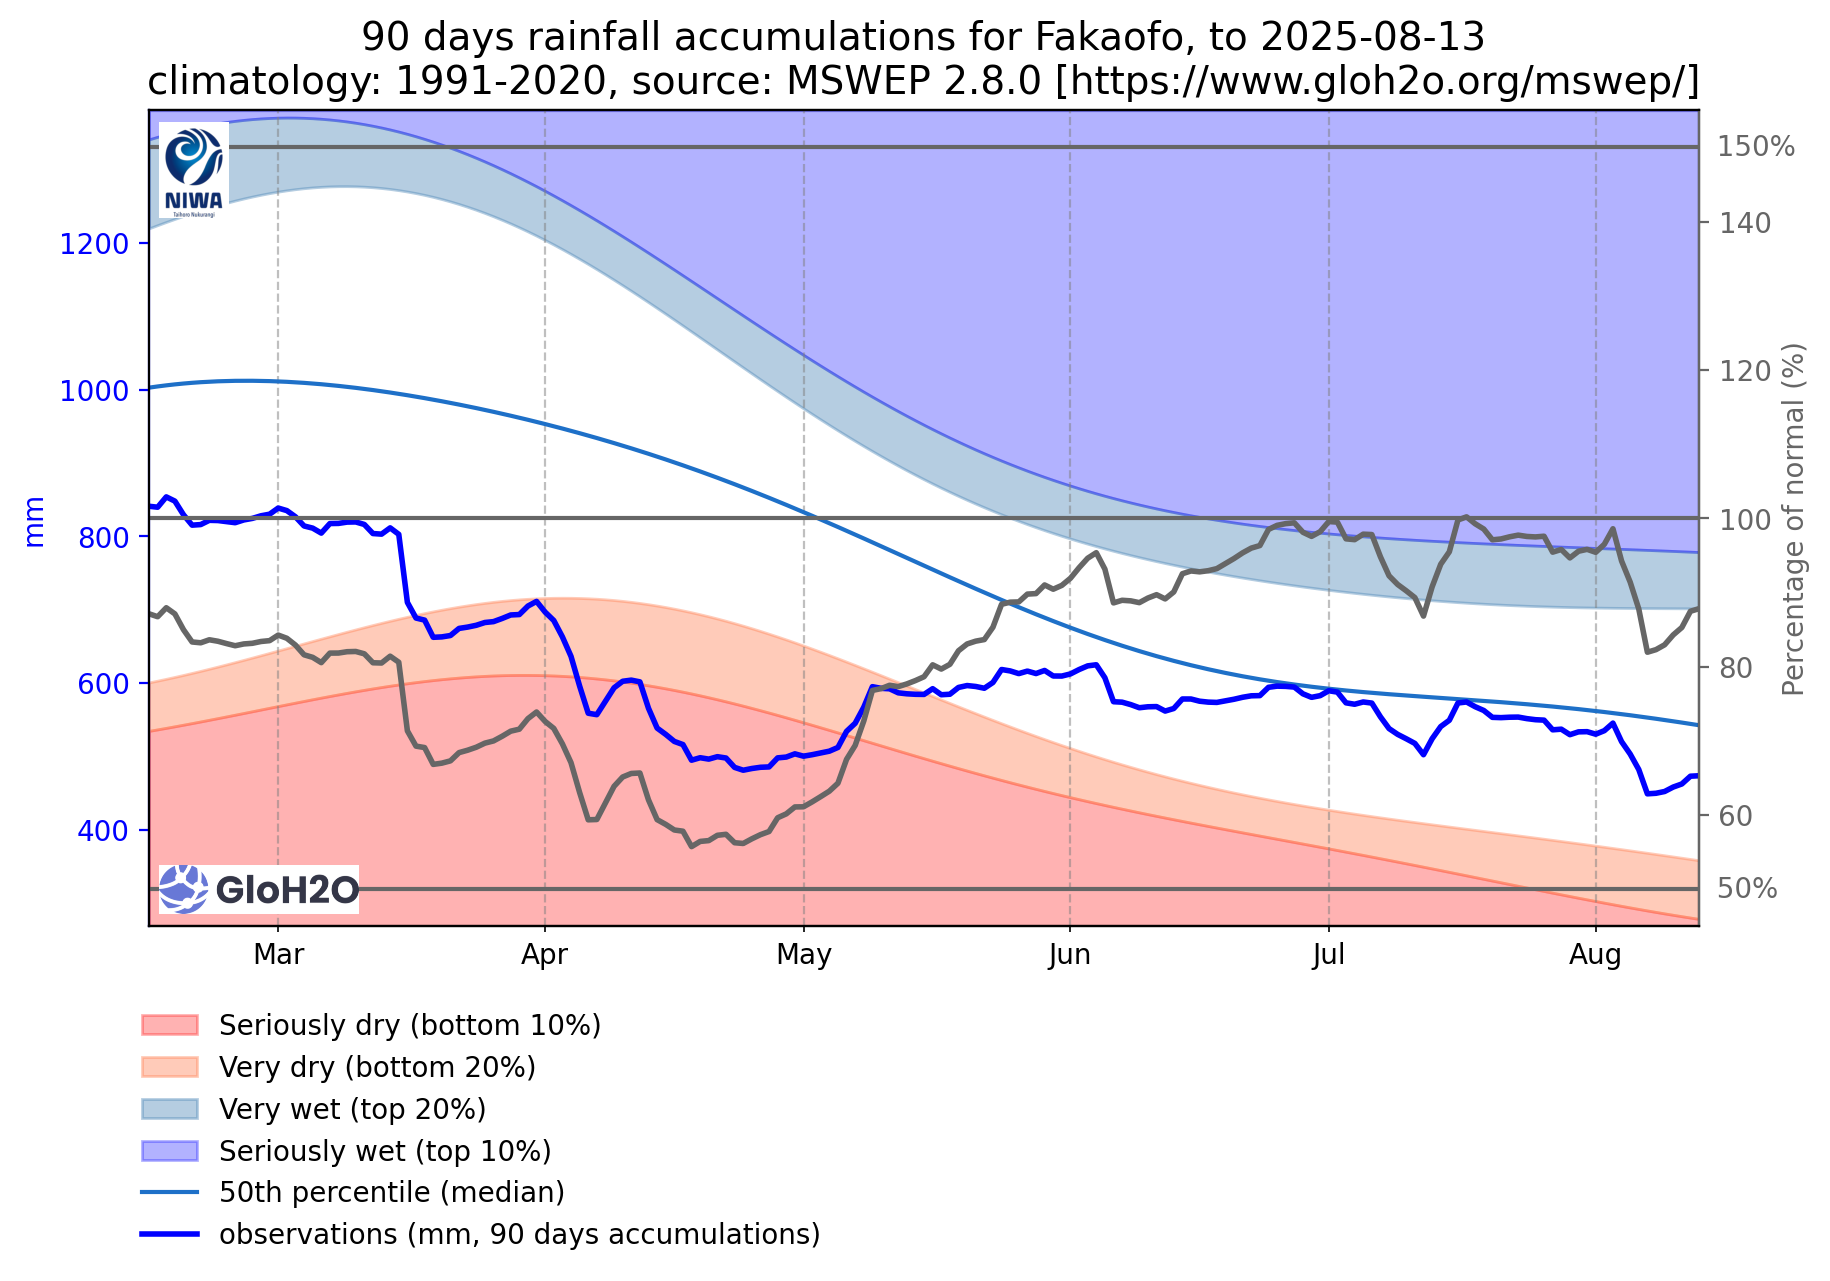 90 days rainfall accumulations for Fakaofo, to 2025-08-13
climatology: 1991-2020, source: MSWEP 2.8.0 [https://www.gloh2o.org/mswep/]
NIWA
Taihoro Nukurangi
1200
1000
800
600
400
mm
150%
140
120
100
80
60
50%
Percentage of normal (%)
GloH2O
Mar
Apr
May
Jun
Jul
Aug
Seriously dry (bottom 10%)
Very dry (bottom 20%)
Very wet (top 20%)
Seriously wet (top 10%)
50th percentile (median)
observations (mm, 90 days accumulations)